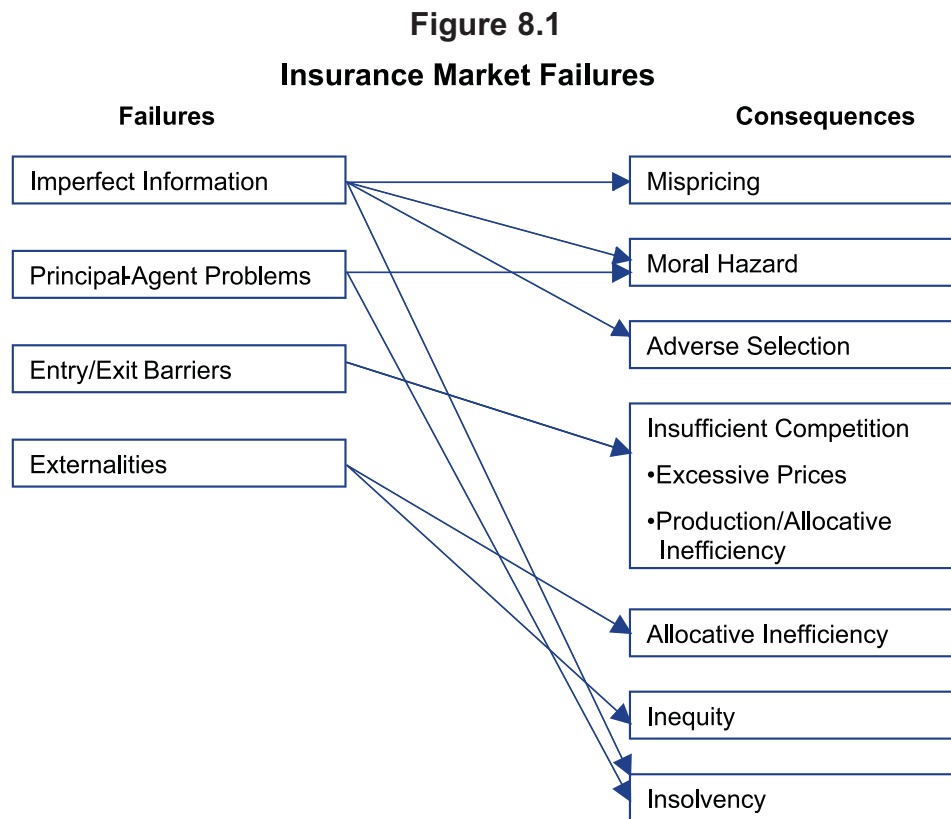 Figure 8.1
Insurance Market Failures
Failures
Consequences
Imperfect Information
Principal-Agent Problems
Entry/Exit Barriers
Externalities
Mispricing
Moral Hazard
Adverse Selection
Insufficient Competition
•Excessive Prices
•Production/Allocative
Inefficiency
Allocative Inefficiency
Inequity
Insolvency